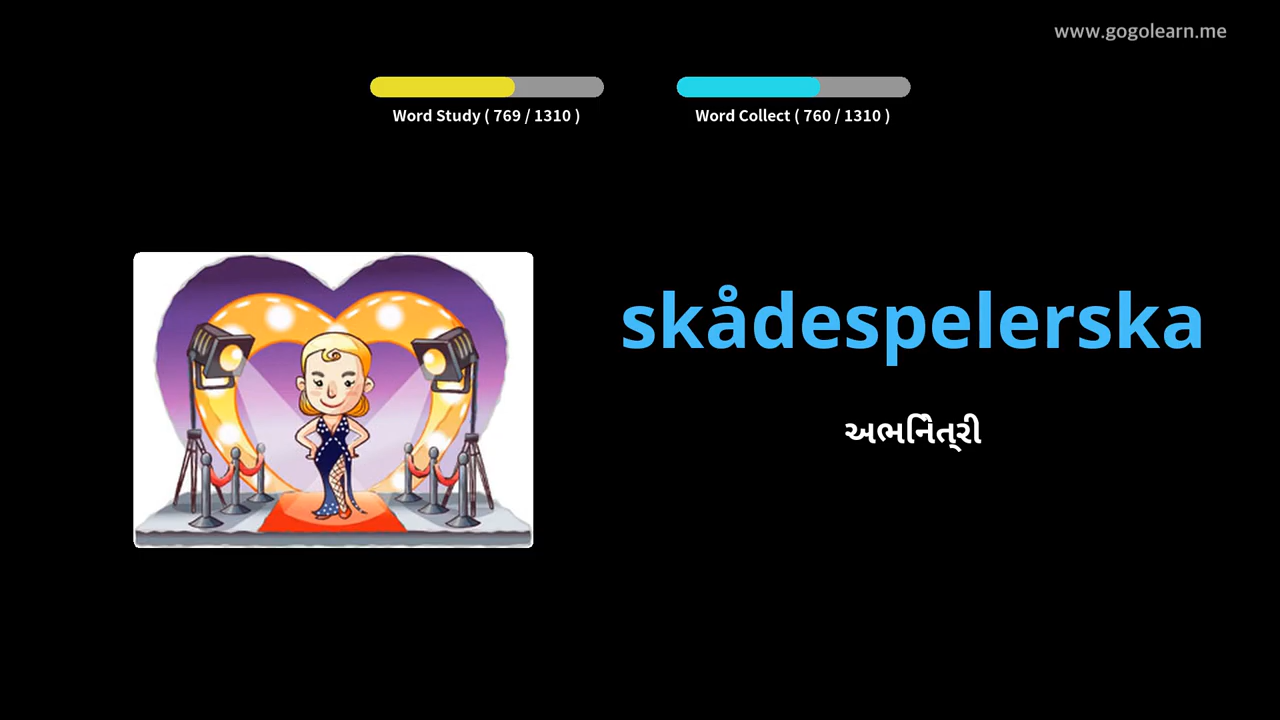 www.gogolearn.me
Word Study ( 769 / 1310 )
Word Collect ( 760 / 1310 )
skådespelerska
અભિનેત્રી